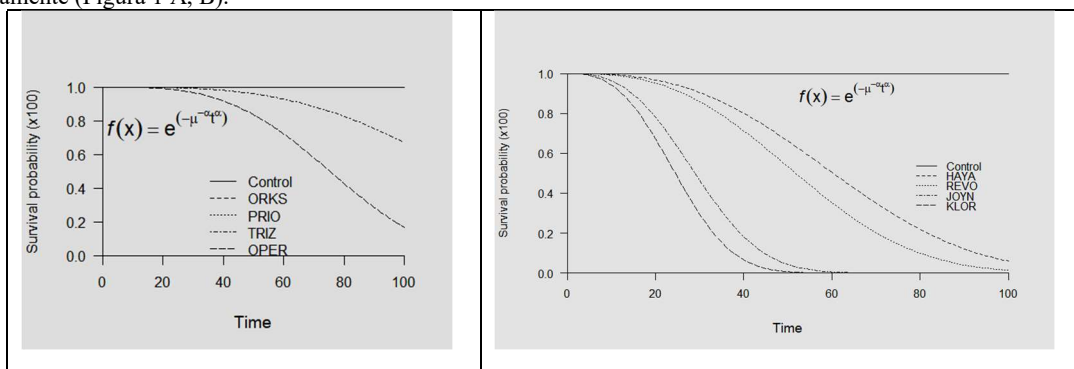 (Figura 1 A, B).
Survival probability (x100)
1.0
0.8
0.6
0.4
0.2
0.0
f(x) = e^(−μ^−α t^α)
Control
ORKS
PRIO
TRIZ
OPER
0 20 40 60 80 100
Time
Survival probability (x100)
1.0
0.8
0.6
0.4
0.2
0.0
f(x) = e^(−μ^−α t^α)
Control
HAYA
REVO
JOYN
KLOR
0 20 40 60 80 100
Time